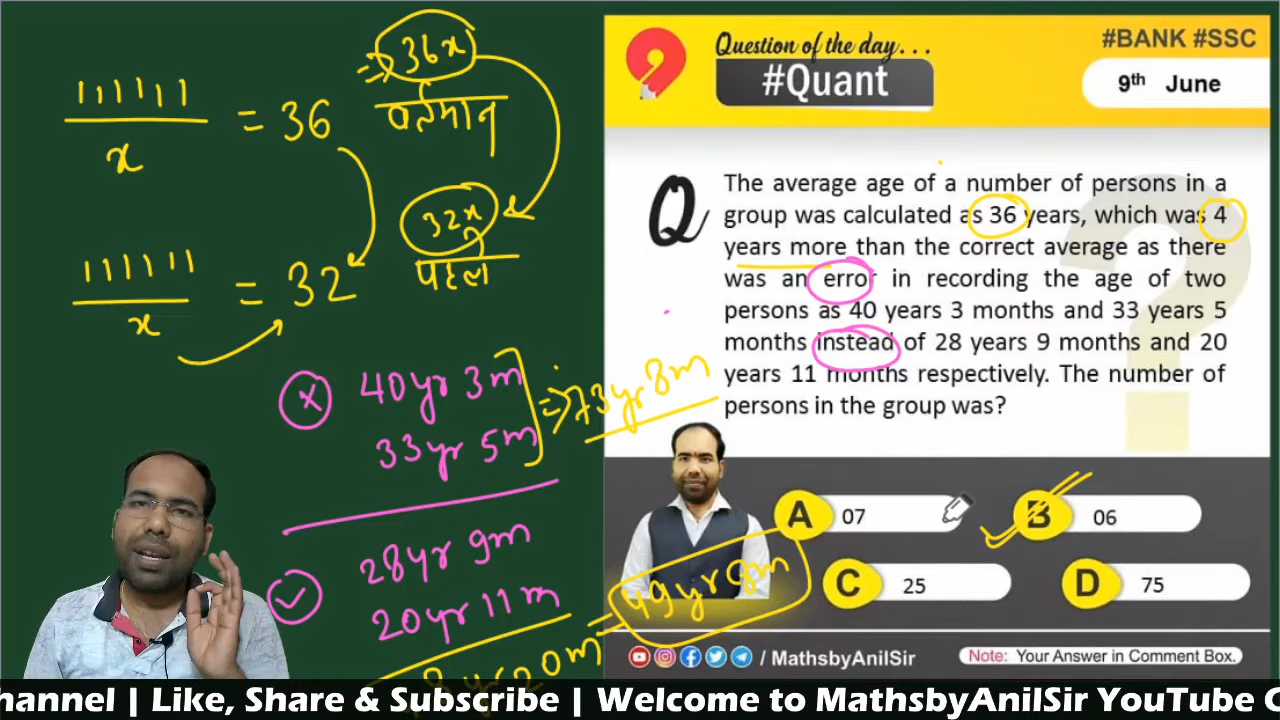 111111
x
= 36
=> 36x
वर्तमान
111111
x
= 32
32x
पहले
x 40yr 3m
33yr 5m
=> 73yr 8m
28yr 9m
20yr 11m
20m
= 49yr 8m
Question of the day...
#Quant
#BANK #SSC
9th June
Q The average age of a number of persons in a
group was calculated as 36 years, which was 4
years more than the correct average as there
was an error in recording the age of two
persons as 40 years 3 months and 33 years 5
months instead of 28 years 9 months and 20
years 11 months respectively. The number of
persons in the group was?
A 07
B 06
C 25
D 75
/ MathsbyAnilSir
Note: Your Answer in Comment Box.
hannel | Like, Share & Subscribe | Welcome to MathsbyAnilSir YouTube C